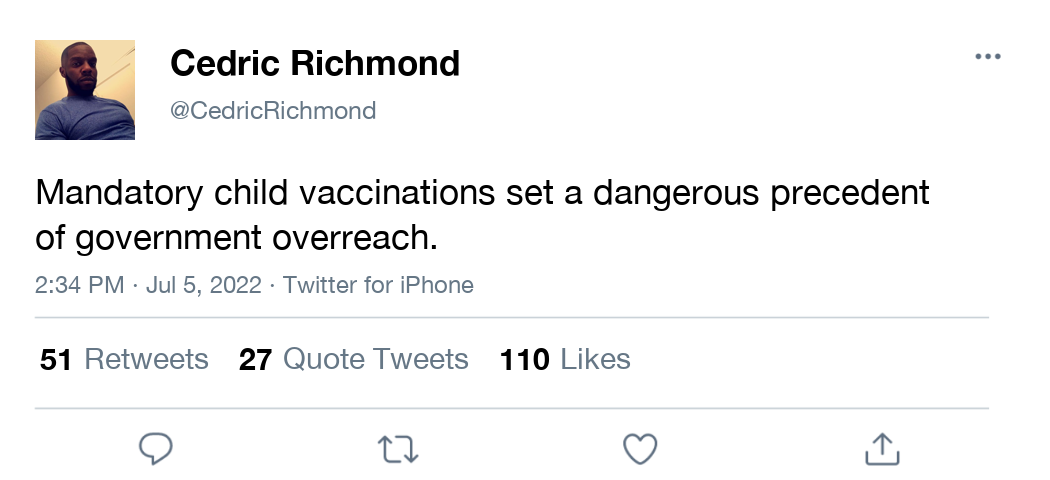 Cedric Richmond
@CedricRichmond
Mandatory child vaccinations set a dangerous precedent
of government overreach.
2:34 PM · Jul 5, 2022 · Twitter for iPhone
51 Retweets 27 Quote Tweets 110 Likes